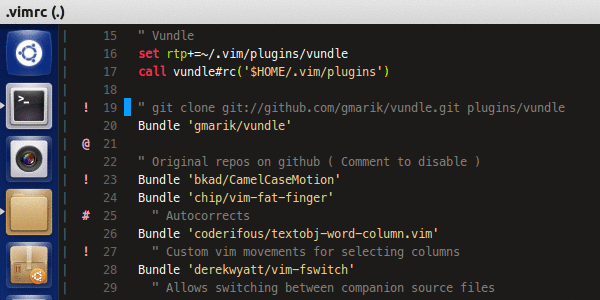 .vimrc (.)
15 " Vundle
16 set rtp+=~/.vim/plugins/vundle
17 call vundle#rc('$HOME/.vim/plugins')
18
! 19 " git clone git://github.com/gmarik/vundle.git plugins/vundle
20 Bundle 'gmarik/vundle'
@ 21
22 " Original repos on github ( Comment to disable )
! 23 Bundle 'bkad/CamelCaseMotion'
24 Bundle 'chip/vim-fat-finger'
# 25 " Autocorrects
26 Bundle 'coderifous/textobj-word-column.vim'
! 27 " Custom vim movements for selecting columns
28 Bundle 'derekwyatt/vim-fswitch'
29 " Allows switching between companion source files